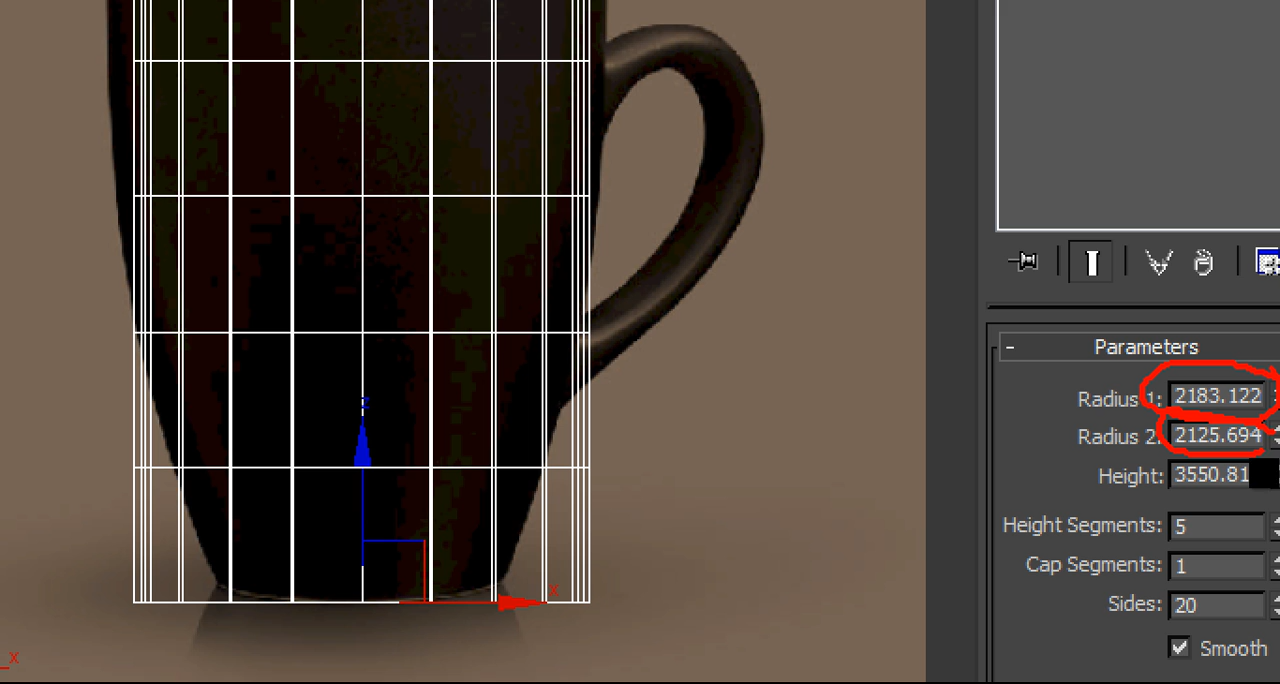 - Parameters
Radius 1: 2183.122
Radius 2: 2125.694
Height: 3550.81
Height Segments: 5
Cap Segments: 1
Sides: 20
Smooth
z
x
x